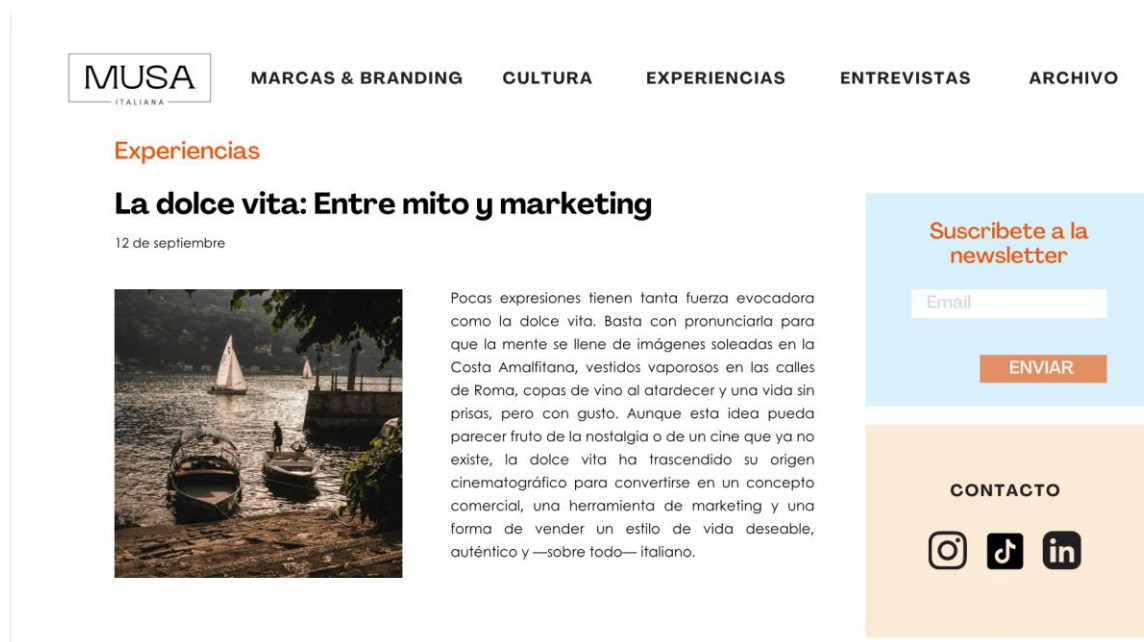 MUSA
ITALIANA
MARCAS & BRANDING
CULTURA
EXPERIENCIAS
ENTREVISTAS
ARCHIVO
Experiencias
La dolce vita: Entre mito y marketing
12 de septiembre
Pocas expresiones tienen tanta fuerza evocadora
como la dolce vita. Basta con pronunciarla para
que la mente se llene de imágenes soleadas en la
Costa Amalfitana, vestidos vaporosos en las calles
de Roma, copas de vino al atardecer y una vida sin
prisas, pero con gusto. Aunque esta idea pueda
parecer fruto de la nostalgia o de un cine que ya no
existe, la dolce vita ha trascendido su origen
cinematográfico para convertirse en un concepto
comercial, una herramienta de marketing y una
forma de vender un estilo de vida deseable,
auténtico y —sobre todo— italiano.
Suscribete a la
newsletter
Email
ENVIAR
CONTACTO